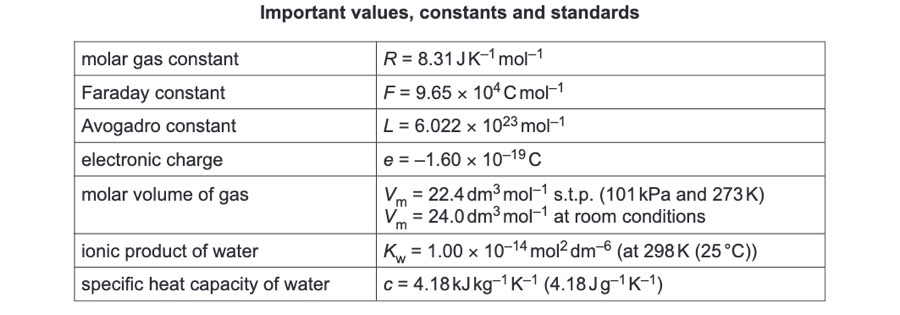 Important values, constants and standards
molar gas constant R = 8.31 J K⁻¹ mol⁻¹
Faraday constant F = 9.65 × 10⁴ C mol⁻¹
Avogadro constant L = 6.022 × 10²³ mol⁻¹
electronic charge e = −1.60 × 10⁻¹⁹ C
molar volume of gas Vₘ = 22.4 dm³ mol⁻¹ s.t.p. (101 kPa and 273 K)
Vₘ = 24.0 dm³ mol⁻¹ at room conditions
ionic product of water K_w = 1.00 × 10⁻¹⁴ mol² dm⁻⁶ (at 298 K (25 °C))
specific heat capacity of water c = 4.18 kJ kg⁻¹ K⁻¹ (4.18 J g⁻¹ K⁻¹)